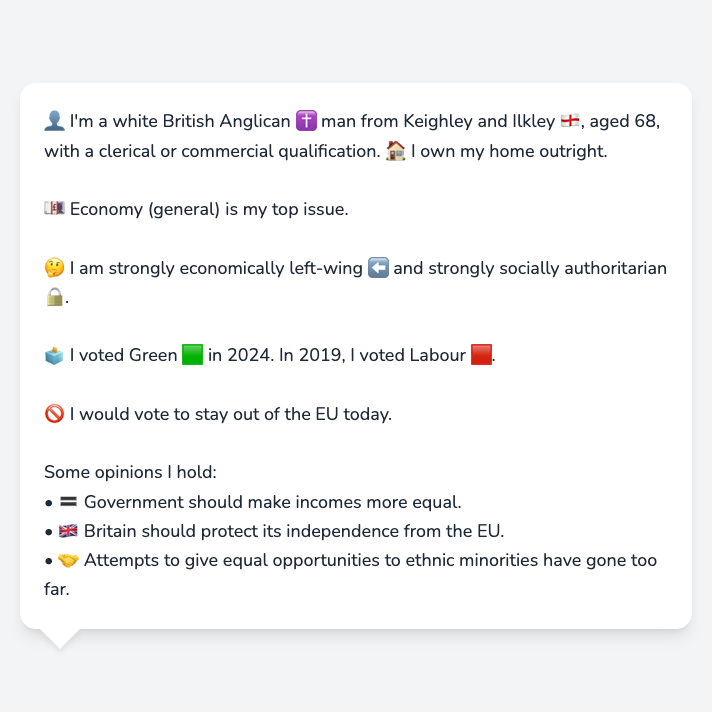 👤 I'm a white British Anglican ✝️ man from Keighley and Ilkley 🏴󠁧󠁢󠁥󠁮󠁧󠁿, aged 68,
with a clerical or commercial qualification. 🏠 I own my home outright.
💷 Economy (general) is my top issue.
🤔 I am strongly economically left-wing ⬅️ and strongly socially authoritarian
🔒.
🗳️ I voted Green 🟩 in 2024. In 2019, I voted Labour 🟥.
🚫 I would vote to stay out of the EU today.
Some opinions I hold:
• 🟰 Government should make incomes more equal.
• 🇬🇧 Britain should protect its independence from the EU.
• 🤝 Attempts to give equal opportunities to ethnic minorities have gone too
far.